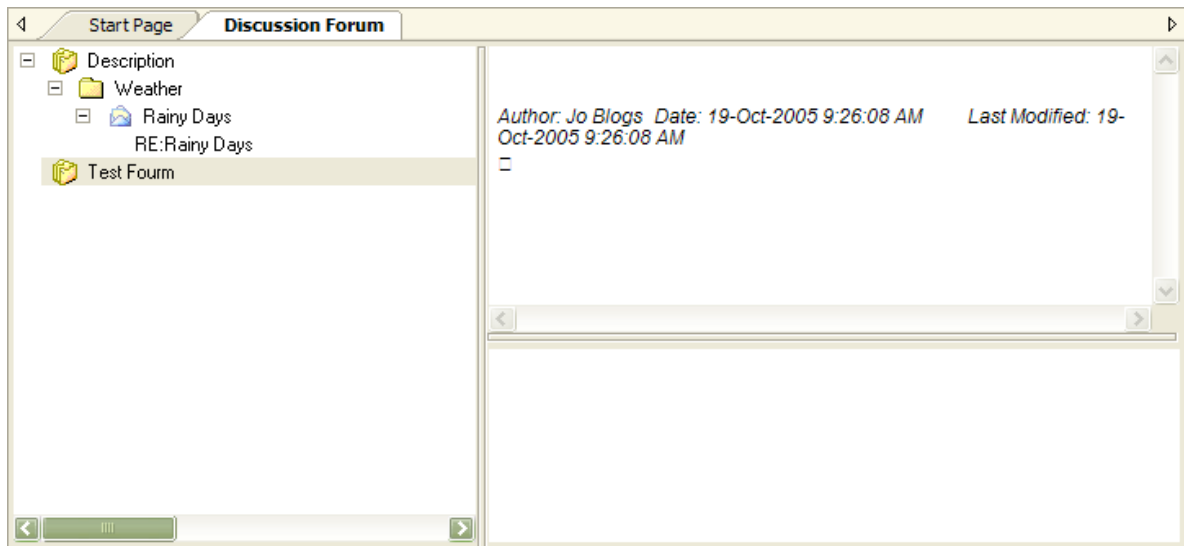 Start Page
Discussion Forum
Description
Weather
Rainy Days
RE:Rainy Days
Test Fourm
Author: Jo Blogs  Date: 19-Oct-2005 9:26:08 AM  Last Modified: 19-
Oct-2005 9:26:08 AM